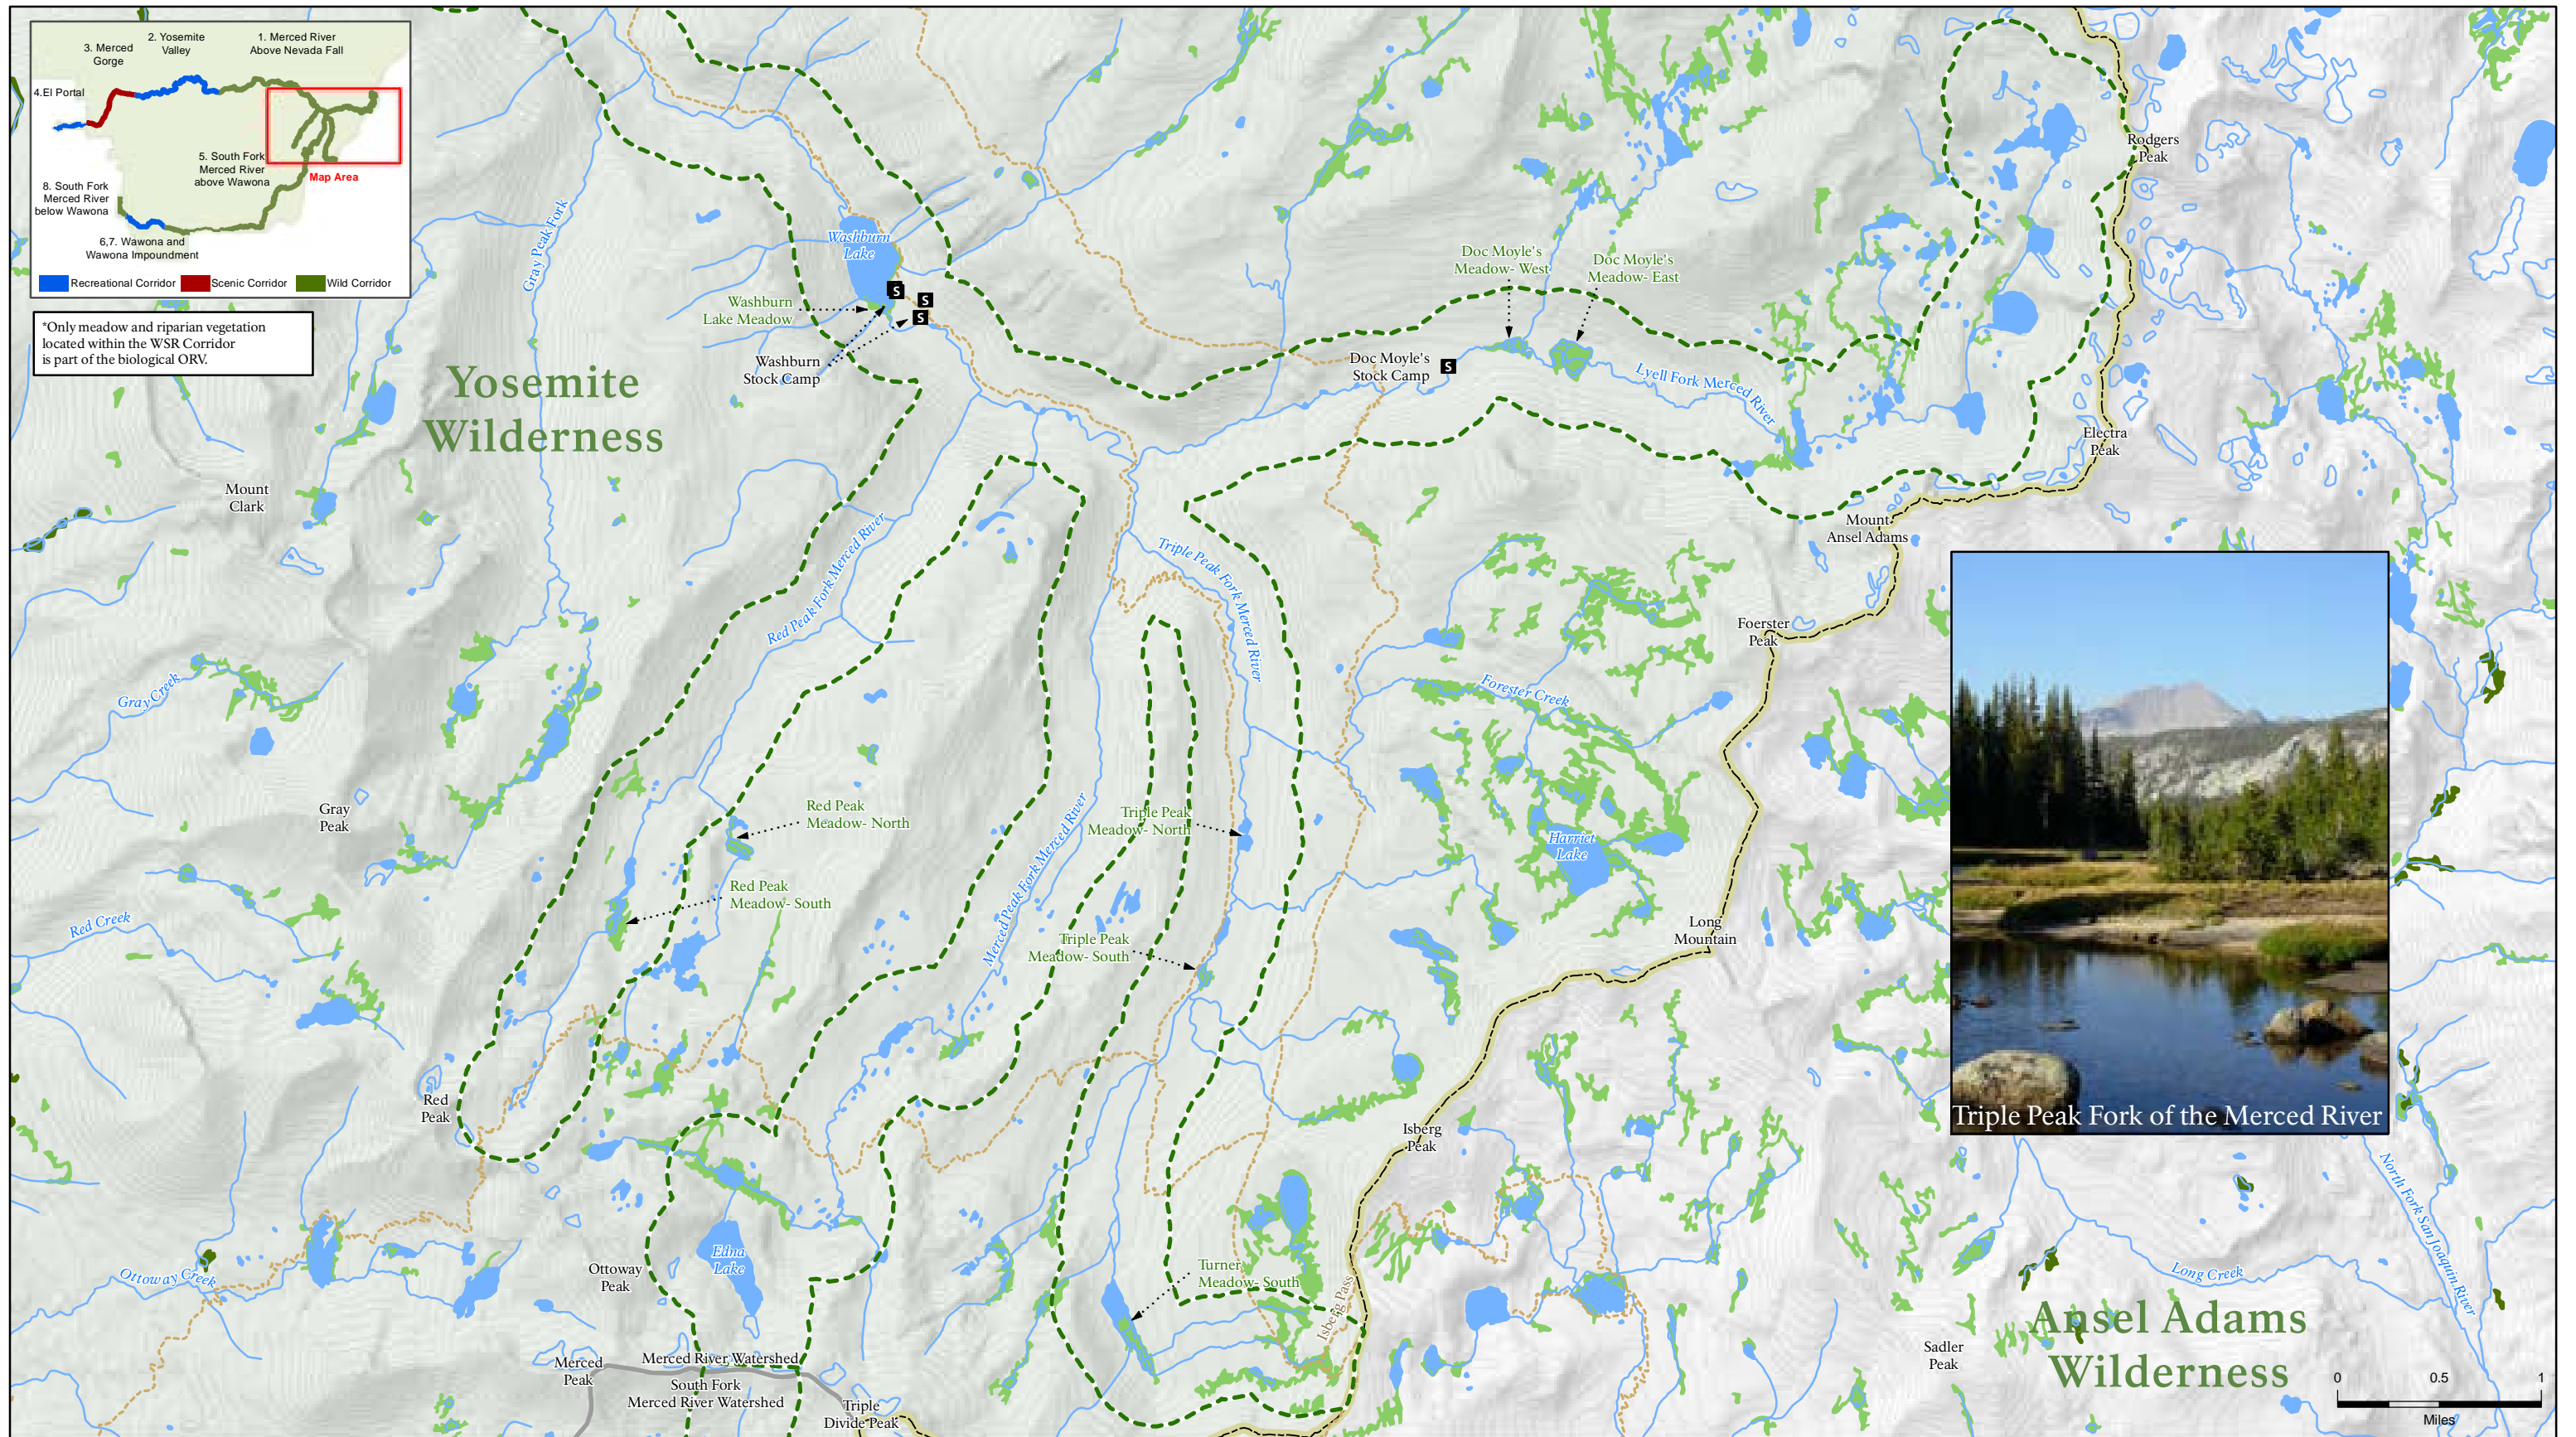 2. Yosemite
Valley
1. Merced River
Above Nevada Fall
3. Merced
Gorge
4.El Portal
5. South Fork
Merced River
above Wawona
Map Area
8. South Fork
Merced River
below Wawona
6,7. Wawona and
Wawona Impoundment
Recreational Corridor
Scenic Corridor
Wild Corridor
*Only meadow and riparian vegetation
located within the WSR Corridor
is part of the biological ORV.
Yosemite
Wilderness
Gray Peak Fork
Washburn
Lake
S
S
S
Washburn
Lake Meadow
Washburn
Stock Camp
Doc Moyle's
Meadow- West
Doc Moyle's
Meadow- East
Doc Moyle's
Stock Camp
S
Lyell Fork Merced River
Rodgers
Peak
Electra
Peak
Mount
Ansel Adams
Foerster
Peak
Mount
Clark
Red Peak Fork Merced River
Triple Peak Fork Merced River
Gray Creek
Forester Creek
Gray
Peak
Red Peak
Meadow- North
Red Peak
Meadow- South
Merced Peak Fork Merced River
Triple Peak
Meadow- North
Triple Peak
Meadow- South
Harriet
Lake
Long
Mountain
Red Creek
Red
Peak
Isberg
Peak
Triple Peak Fork of the Merced River
North Fork San Joaquin River
Ottoway Creek
Ottoway
Peak
Edna
Lake
Turner
Meadow- South
Isberg Pass
Long Creek
Merced
Peak
Merced River Watershed
South Fork
Merced River Watershed
Triple
Divide Peak
Sadler
Peak
Ansel Adams
Wilderness
0 0.5 1
Miles